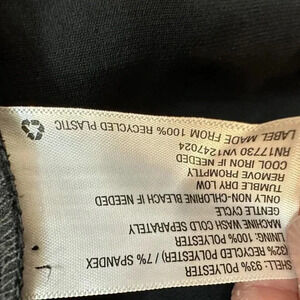 SHELL: 93% POLYESTER
(32% RECYCLED POLYESTER) / 7% SPANDEX
LINING: 100% POLYESTER
MACHINE WASH COLD SEPARATELY
GENTLE CYCLE
ONLY NON-CHLORINE BLEACH IF NEEDED
TUMBLE DRY LOW
REMOVE PROMPTLY
COOL IRON IF NEEDED
RN17730 VN1247024
LABEL MADE FROM 100% RECYCLED PLASTIC